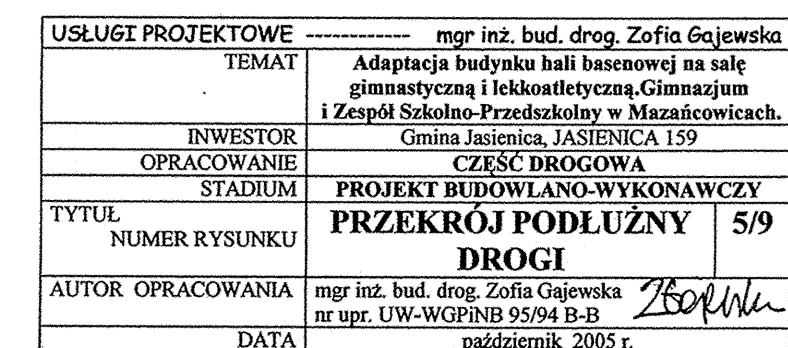 USŁUGI PROJEKTOWE ------------ mgr inż. bud. drog. Zofia Gajewska
TEMAT Adaptacja budynku hali basenowej na salę
gimnastyczną i lekkoatletyczną.Gimnazjum
i Zespół Szkolno-Przedszkolny w Mazańcowicach.
INWESTOR Gmina Jasienica, JASIENICA 159
OPRACOWANIE CZĘŚĆ DROGOWA
STADIUM PROJEKT BUDOWLANO-WYKONAWCZY
TYTUŁ PRZEKRÓJ PODŁUŻNY 5/9
NUMER RYSUNKU DROGI
AUTOR OPRACOWANIA mgr inż. bud. drog. Zofia Gajewska
nr upr. UW-WGPiNB 95/94 B-B
DATA październik 2005 r.